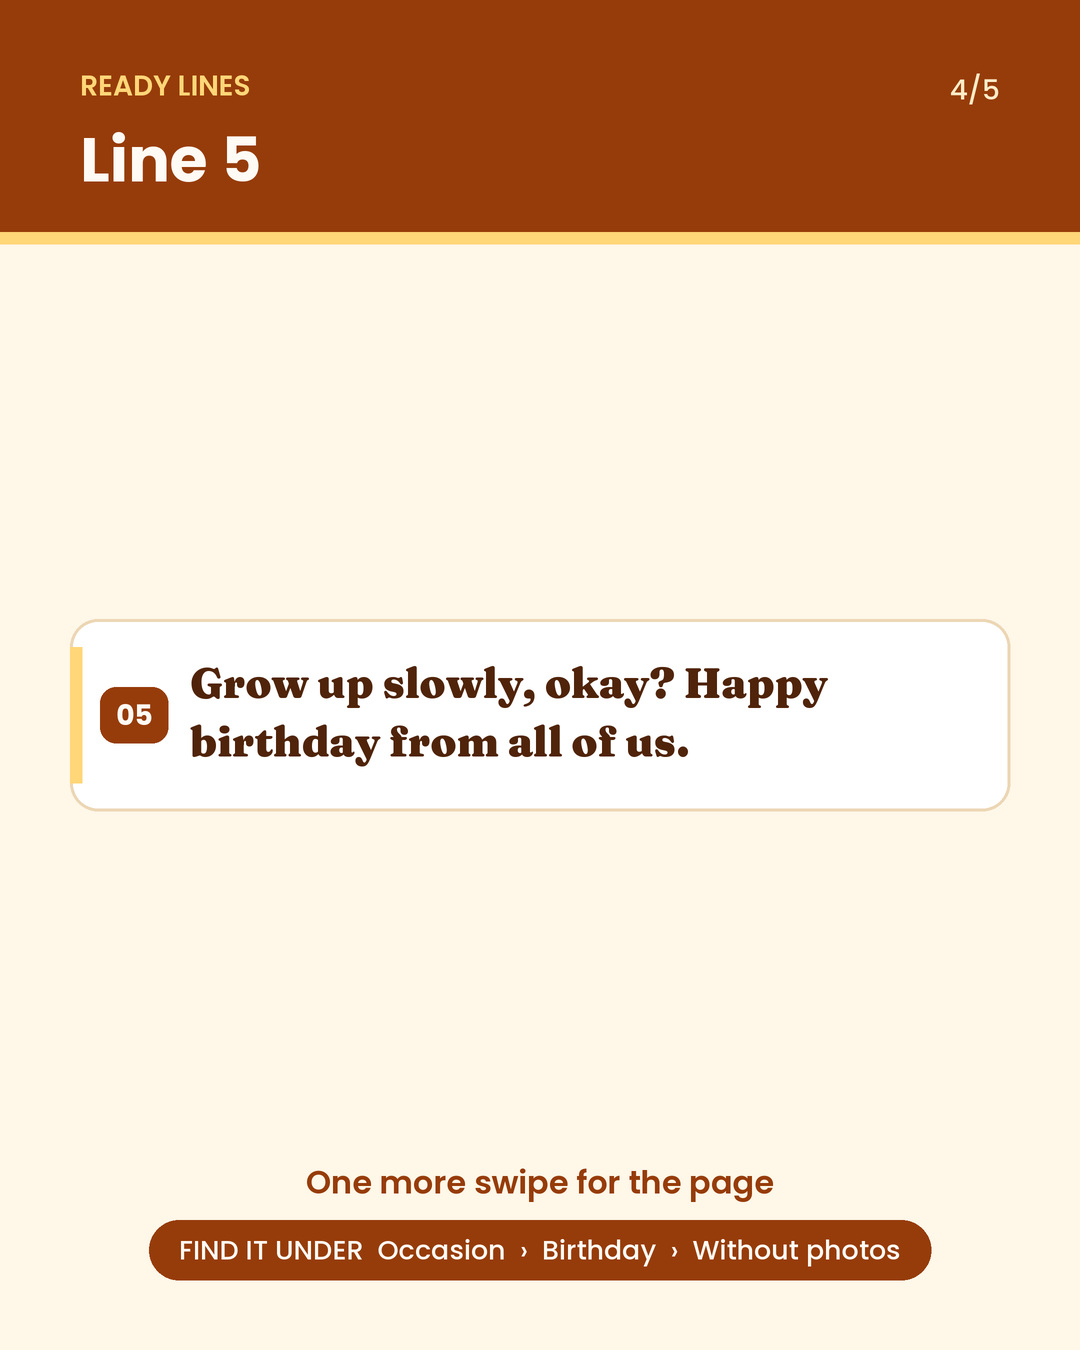 READY LINES
4/5
Line 5
05
Grow up slowly, okay? Happy
birthday from all of us.
One more swipe for the page
FIND IT UNDER Occasion › Birthday › Without photos